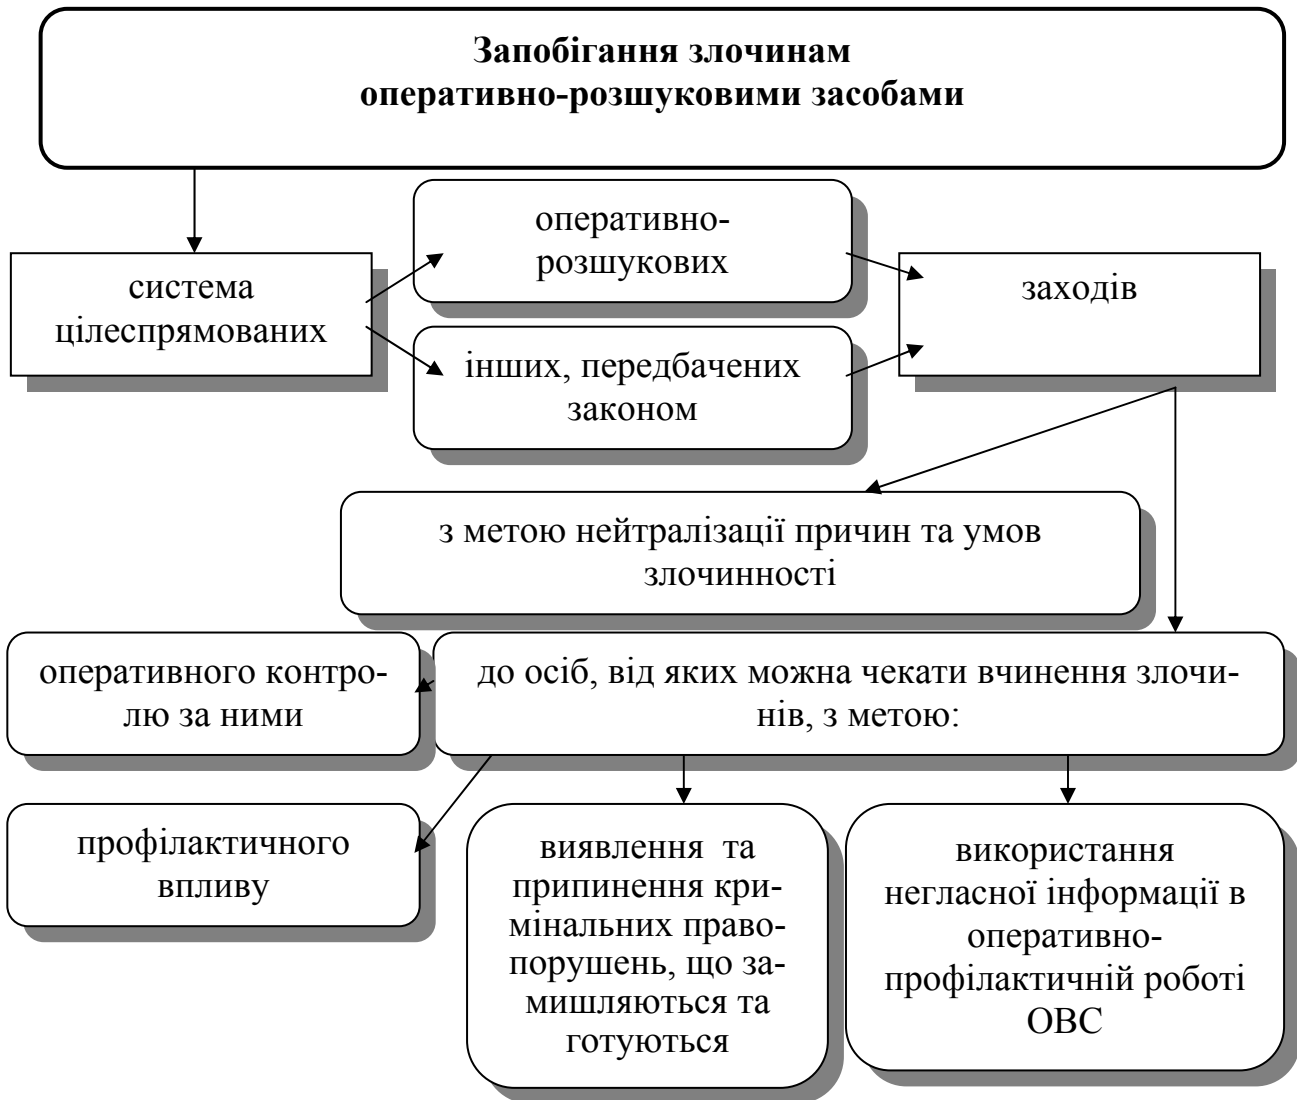 Запобігання злочинам
оперативно-розшуковими засобами
оперативно-
розшукових
система
цілеспрямованих
заходів
інших, передбачених
законом
з метою нейтралізації причин та умов
злочинності
оперативного контро-
лю за ними
до осіб, від яких можна чекати вчинення злочи-
нів, з метою:
профілактичного
впливу
виявлення та
припинення кри-
мінальних право-
порушень, що за-
мишляються та
готуються
використання
негласної інформації в
оперативно-
профілактичній роботі
ОВС